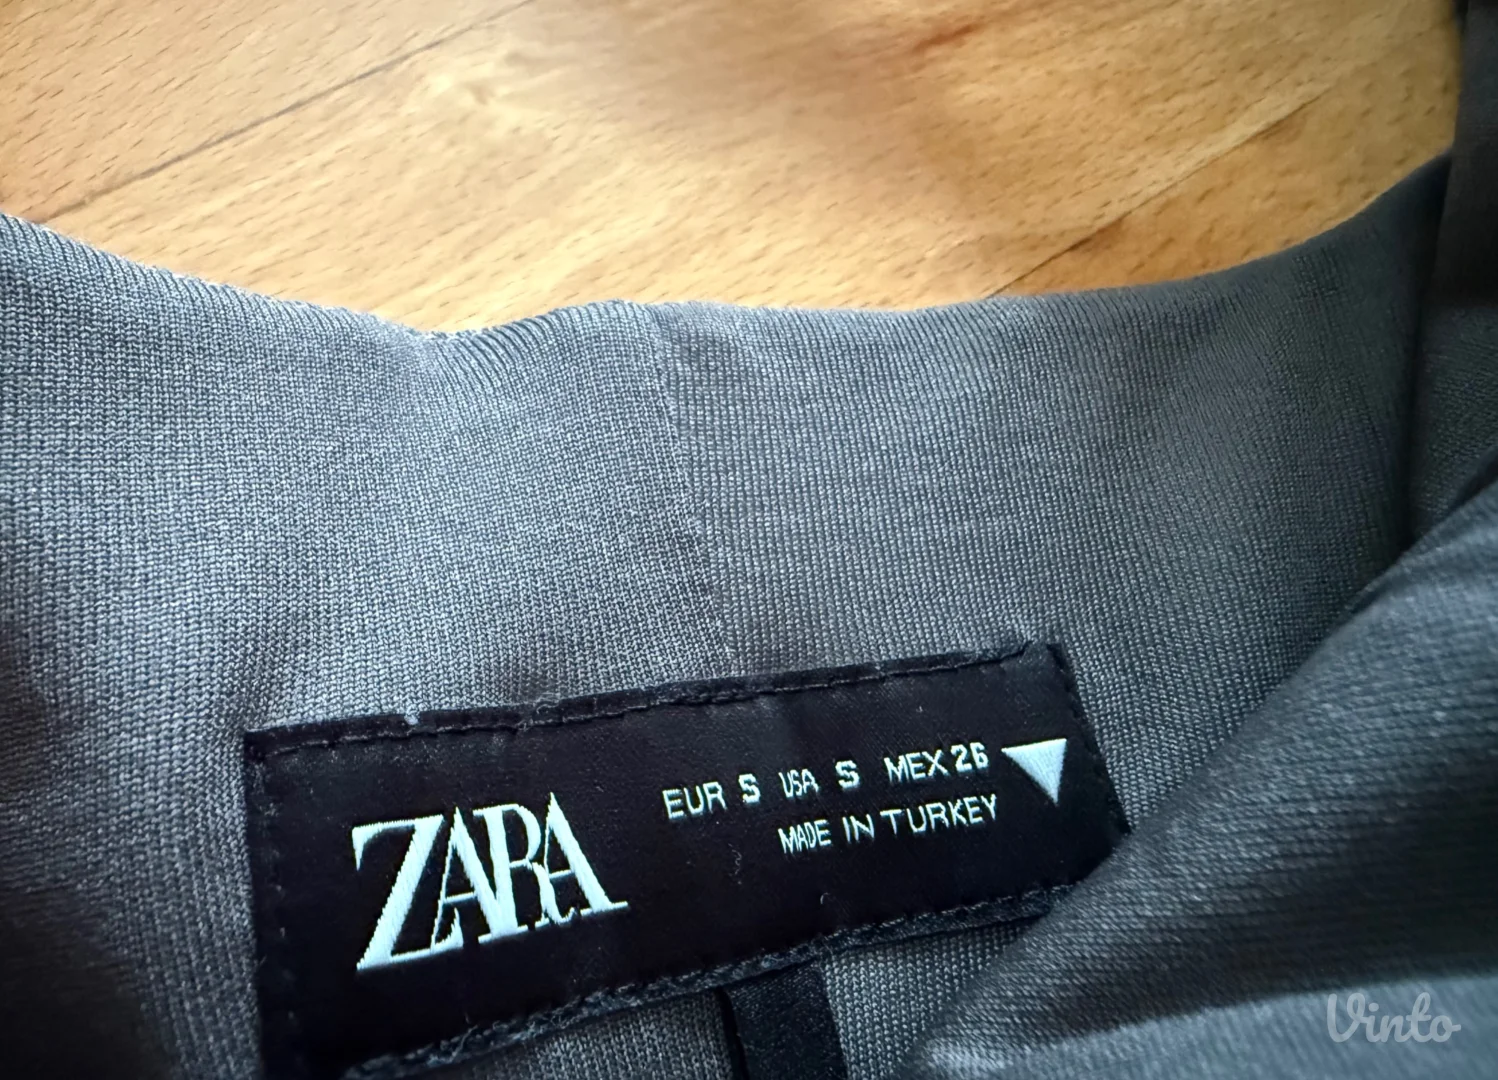 ZARA
EUR S USA S MEX 26
MADE IN TURKEY
Vinto